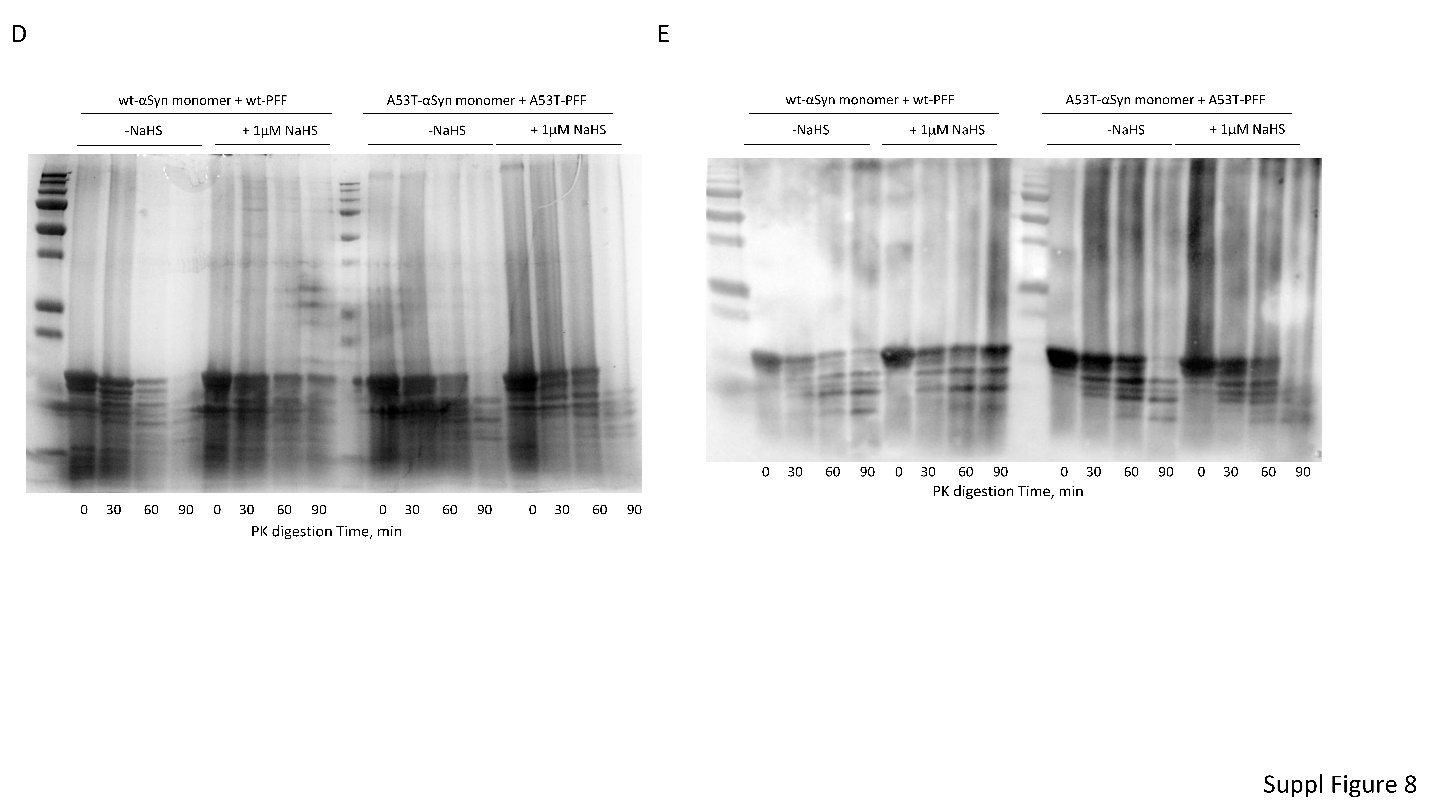 D
E
wt-αSyn monomer + wt-PFF
A53T-αSyn monomer + A53T-PFF
-NaHS
+ 1µM NaHS
-NaHS
+ 1µM NaHS
0 30 60 90 0 30 60 90 0 30 60 90 0 30 60 90
PK digestion Time, min
wt-αSyn monomer + wt-PFF
A53T-αSyn monomer + A53T-PFF
-NaHS
+ 1µM NaHS
-NaHS
+ 1µM NaHS
0 30 60 90 0 30 60 90 0 30 60 90 0 30 60 90
PK digestion Time, min
Suppl Figure 8